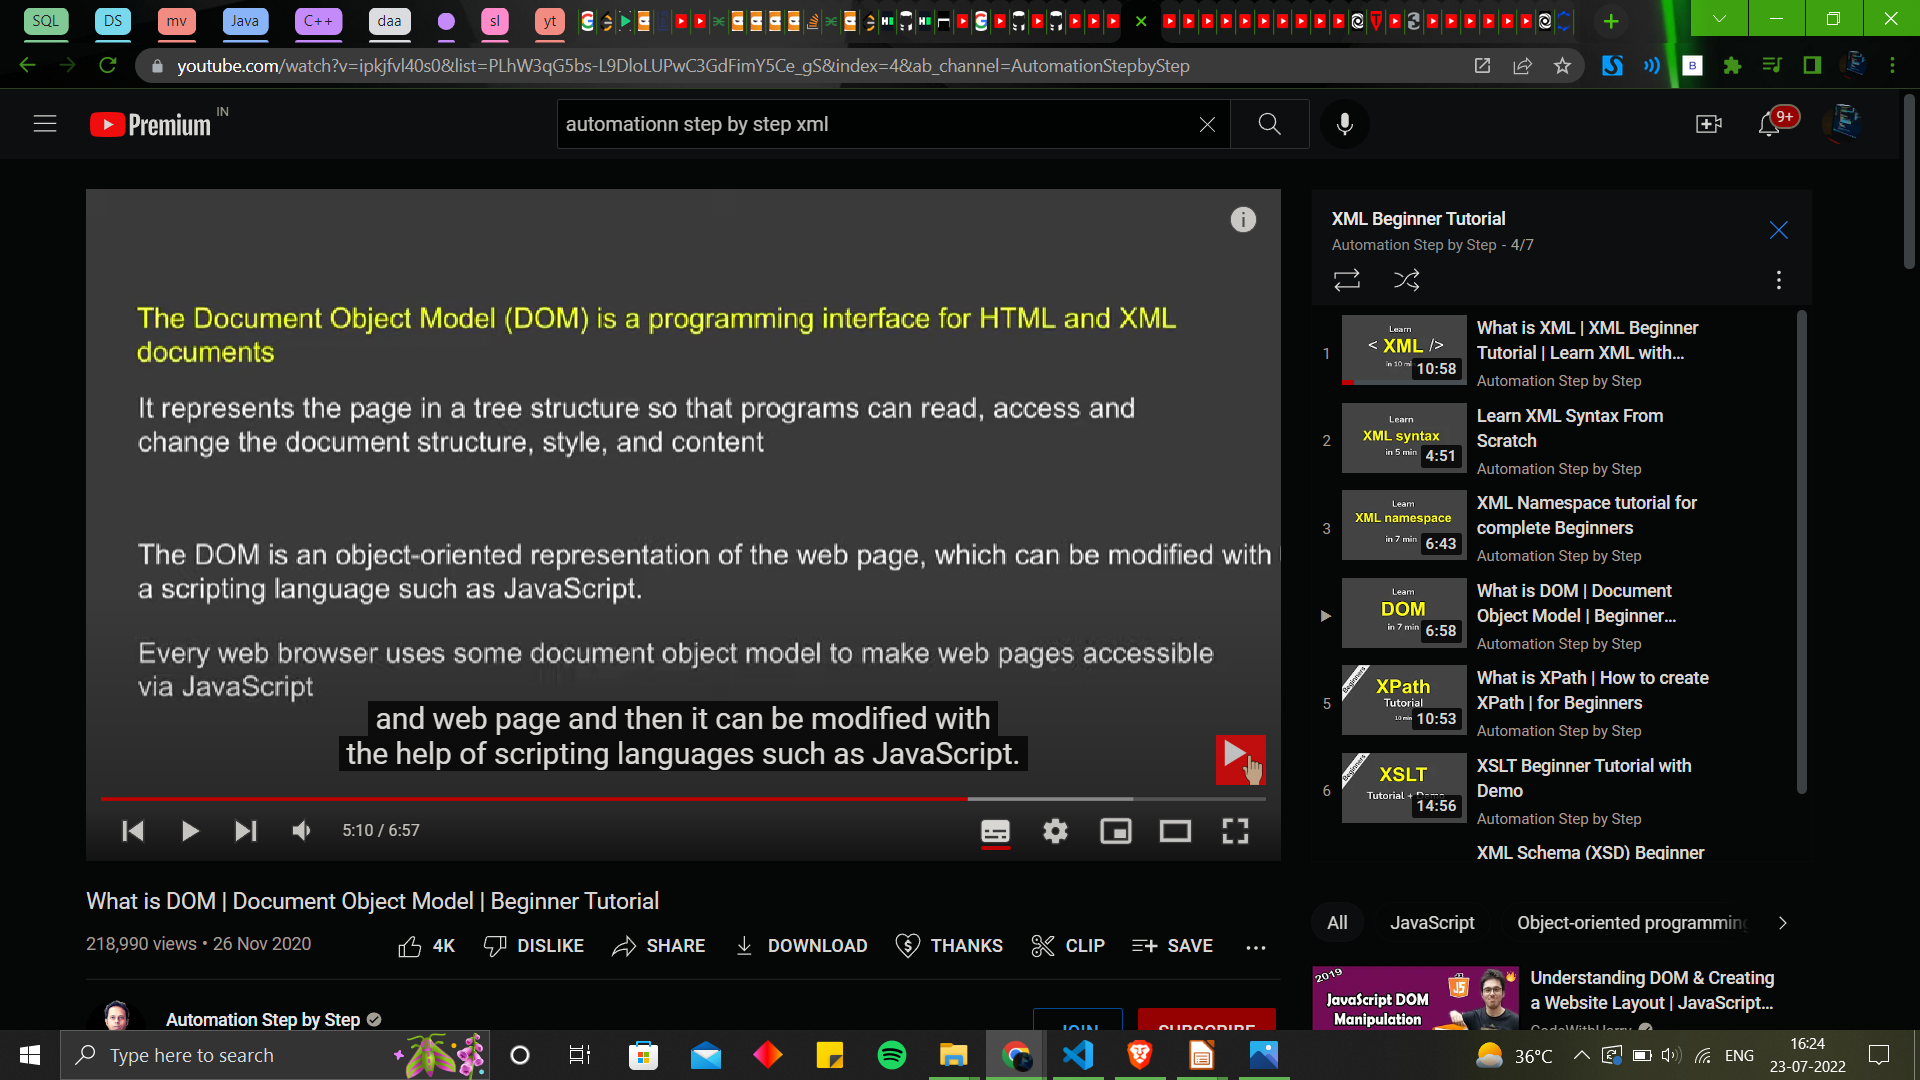 SQL DS mv Java C++ daa sl yt
youtube.com/watch?v=ipkjfvl40s0&list=PLhW3qG5bs-L9DloLUPwC3GdFimY5Ce_gS&index=4&ab_channel=AutomationStepbyStep
Premium IN
automationn step by step xml
9+
The Document Object Model (DOM) is a programming interface for HTML and XML
documents
It represents the page in a tree structure so that programs can read, access and
change the document structure, style, and content
The DOM is an object-oriented representation of the web page, which can be modified with
a scripting language such as JavaScript.
Every web browser uses some document object model to make web pages accessible
via JavaScript
and web page and then it can be modified with
the help of scripting languages such as JavaScript.
5:10 / 6:57
What is DOM | Document Object Model | Beginner Tutorial
218,990 views • 26 Nov 2020
4K DISLIKE SHARE DOWNLOAD THANKS CLIP SAVE
Automation Step by Step
JOIN SUBSCRIBE
XML Beginner Tutorial
Automation Step by Step - 4/7
1
Learn
< XML />
in 10 min
10:58
What is XML | XML Beginner
Tutorial | Learn XML with...
Automation Step by Step
2
Learn
XML syntax
in 5 min
4:51
Learn XML Syntax From
Scratch
Automation Step by Step
3
Learn
XML namespace
in 7 min
6:43
XML Namespace tutorial for
complete Beginners
Automation Step by Step
Learn
DOM
in 7 min
6:58
What is DOM | Document
Object Model | Beginner...
Automation Step by Step
5
Beginners
XPath
Tutorial
10 min
10:53
What is XPath | How to create
XPath | for Beginners
Automation Step by Step
6
Beginners
XSLT
Tutorial + Demo
14:56
XSLT Beginner Tutorial with
Demo
Automation Step by Step
XML Schema (XSD) Beginner
All JavaScript Object-oriented programming
2019
JavaScript DOM
Manipulation
JS
Understanding DOM & Creating
a Website Layout | JavaScript...
CodeWithHarry
Type here to search
36°C
ENG
16:24
23-07-2022